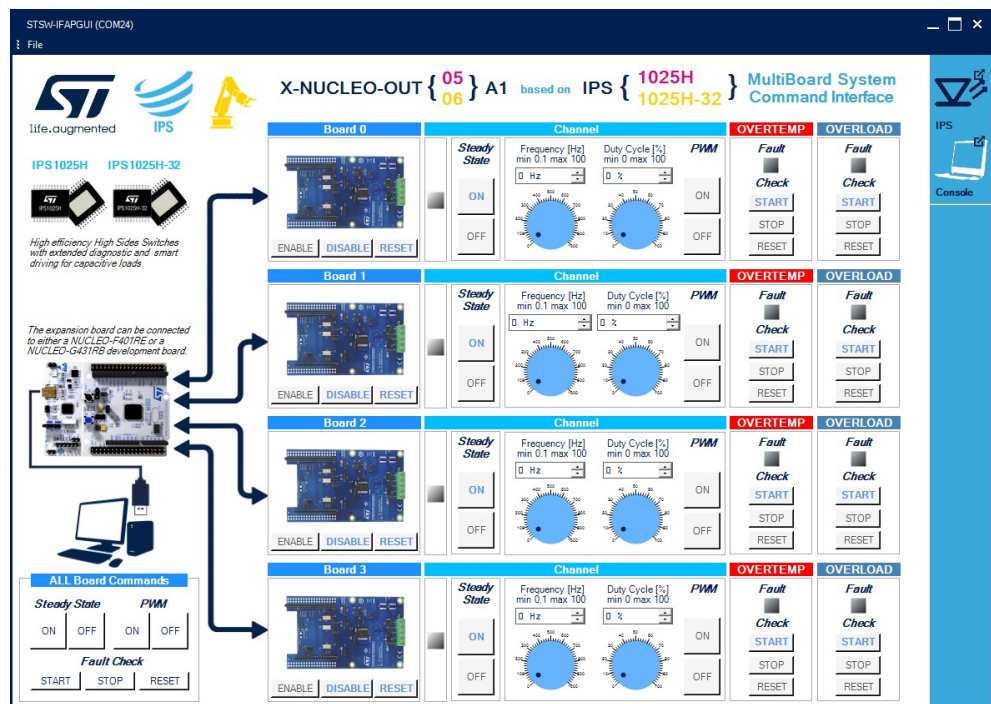 STSW-IFAPGUI (COM24)
File
life.augmented
IPS
X-NUCLEO-OUT { 05 06 } A1 based on IPS { 1025H 1025H-32 } MultiBoard System Command Interface
IPS
Console
IPS1025H IPS1025H-32
IPS1025H IPS1025H-32
High efficiency High Sides Switches
with extended diagnostic and smart
driving for capacitive loads
The expansion board can be connected
to either a NUCLEO-F401RE or a
NUCLEO-G431RB development board.
ALL Board Commands
Steady State PWM
ON OFF ON OFF
Fault Check
START STOP RESET
Board 0 Channel OVERTEMP OVERLOAD
Steady State
Frequency [Hz] Duty Cycle [%] PWM Fault Fault
min 0.1 max 100 min 0 max 100
0 Hz 0 % Check Check
ON ON START START
OFF OFF STOP STOP
ENABLE DISABLE RESET RESET RESET
Board 1 Channel OVERTEMP OVERLOAD
Steady State
Frequency [Hz] Duty Cycle [%] PWM Fault Fault
min 0.1 max 100 min 0 max 100
0 Hz 0 % Check Check
ON ON START START
OFF OFF STOP STOP
ENABLE DISABLE RESET RESET RESET
Board 2 Channel OVERTEMP OVERLOAD
Steady State
Frequency [Hz] Duty Cycle [%] PWM Fault Fault
min 0.1 max 100 min 0 max 100
0 Hz 0 % Check Check
ON ON START START
OFF OFF STOP STOP
ENABLE DISABLE RESET RESET RESET
Board 3 Channel OVERTEMP OVERLOAD
Steady State
Frequency [Hz] Duty Cycle [%] PWM Fault Fault
min 0.1 max 100 min 0 max 100
0 Hz 0 % Check Check
ON ON START START
OFF OFF STOP STOP
ENABLE DISABLE RESET RESET RESET